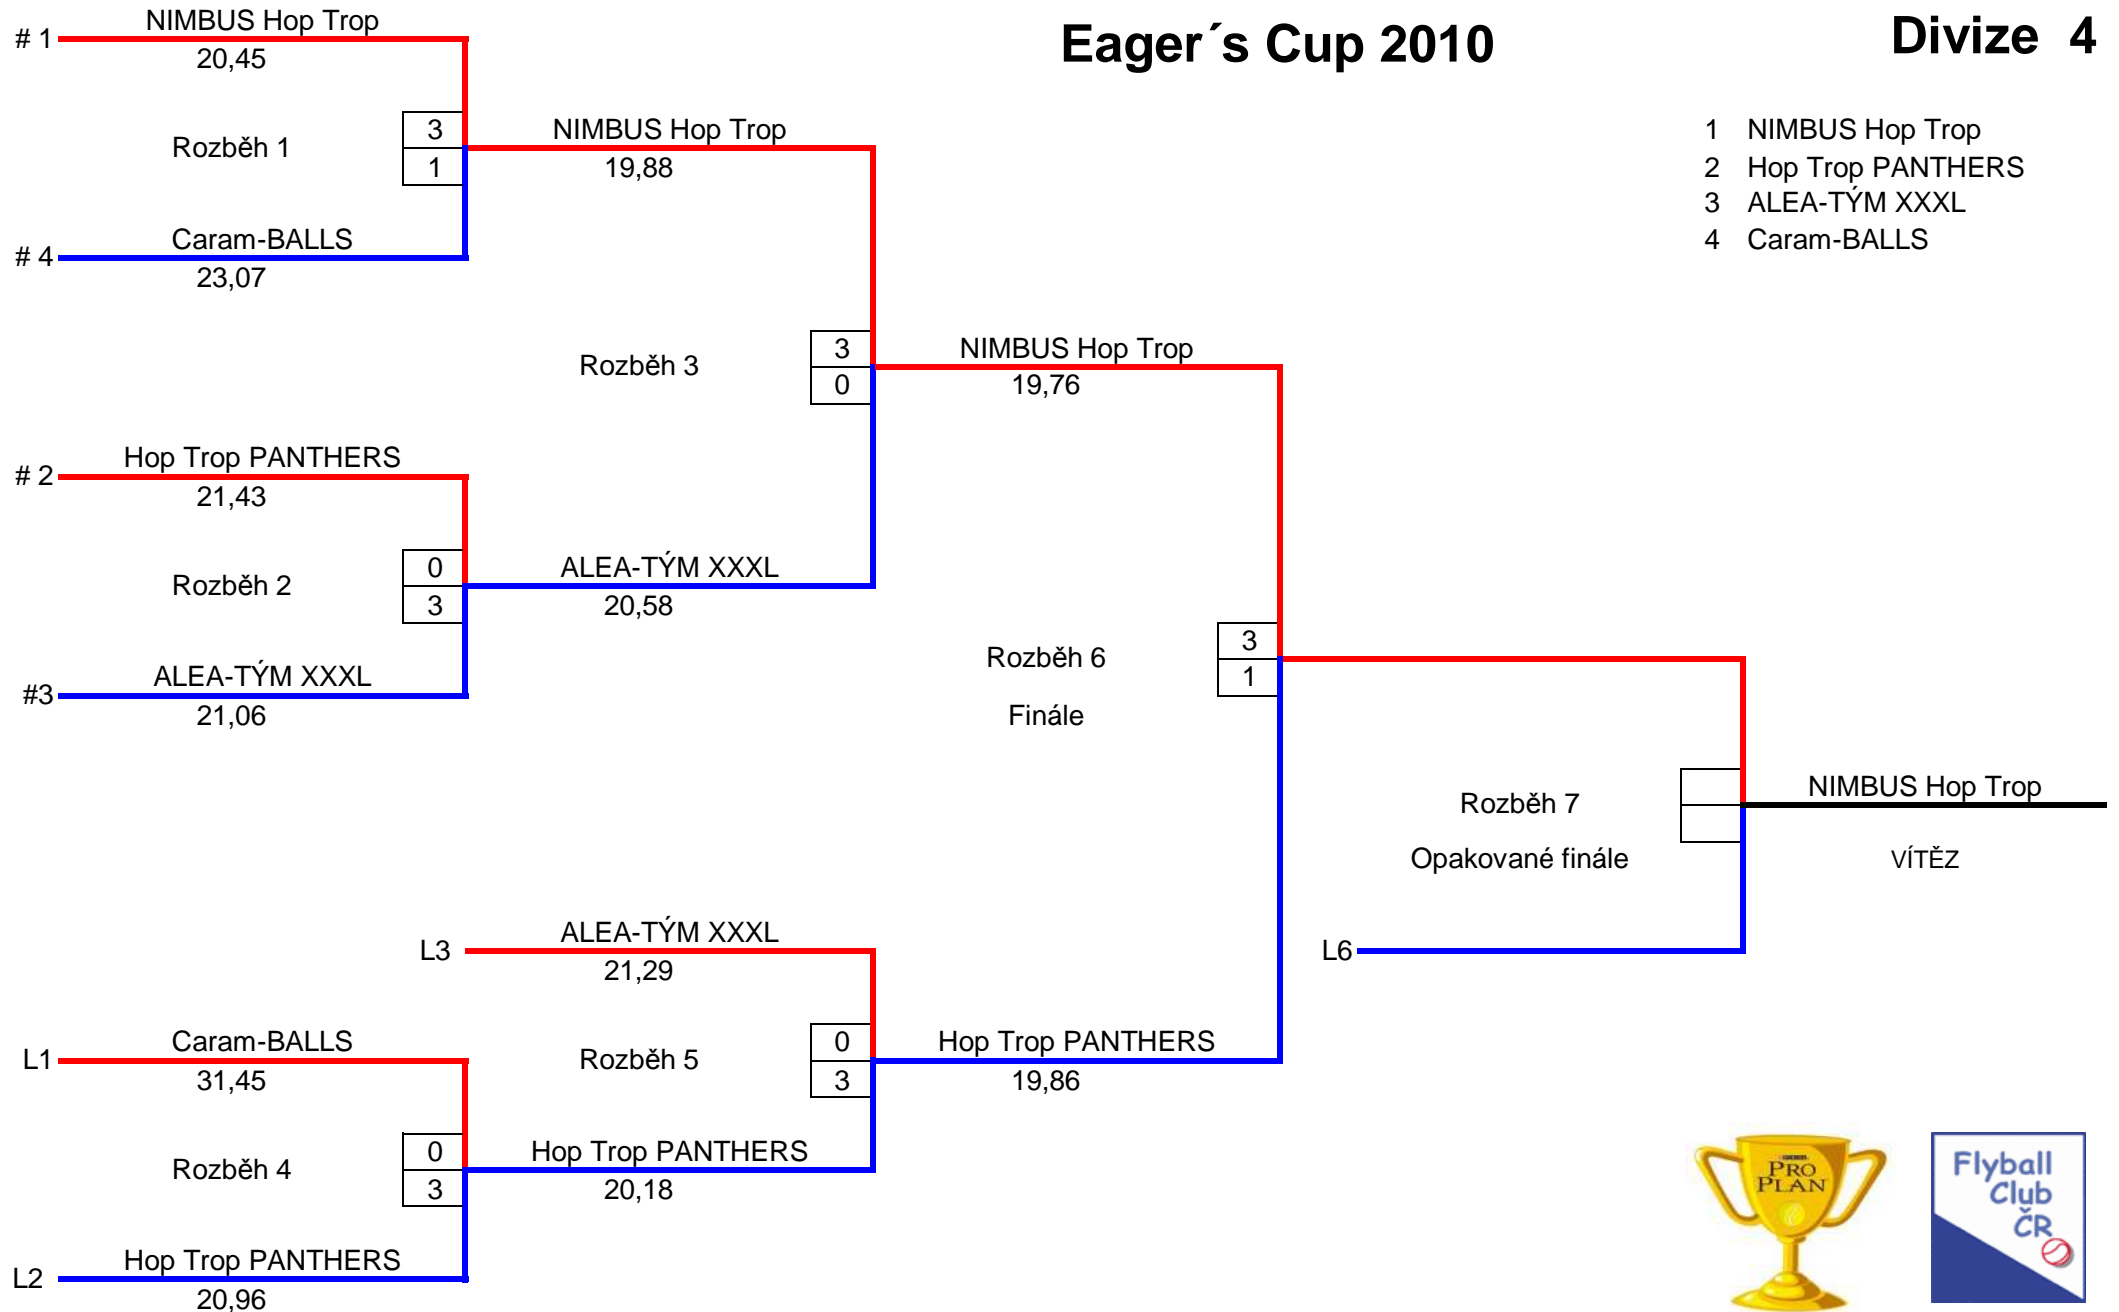 Eager´s Cup 2010
Divize 4
# 1
NIMBUS Hop Trop
20,45
Rozběh 1
3
1
# 4
Caram-BALLS
23,07
NIMBUS Hop Trop
19,88
1 NIMBUS Hop Trop
2 Hop Trop PANTHERS
3 ALEA-TÝM XXXL
4 Caram-BALLS
Rozběh 3
3
0
NIMBUS Hop Trop
19,76
# 2
Hop Trop PANTHERS
21,43
Rozběh 2
0
3
ALEA-TÝM XXXL
20,58
#3
ALEA-TÝM XXXL
21,06
Rozběh 6
3
1
Finále
Rozběh 7
Opakované finále
NIMBUS Hop Trop
VÍTĚZ
L3
ALEA-TÝM XXXL
21,29
L6
Rozběh 5
0
3
Hop Trop PANTHERS
19,86
L1
Caram-BALLS
31,45
Rozběh 4
0
3
Hop Trop PANTHERS
20,18
L2
Hop Trop PANTHERS
20,96
PRO
PLAN
Flyball
Club
ČR